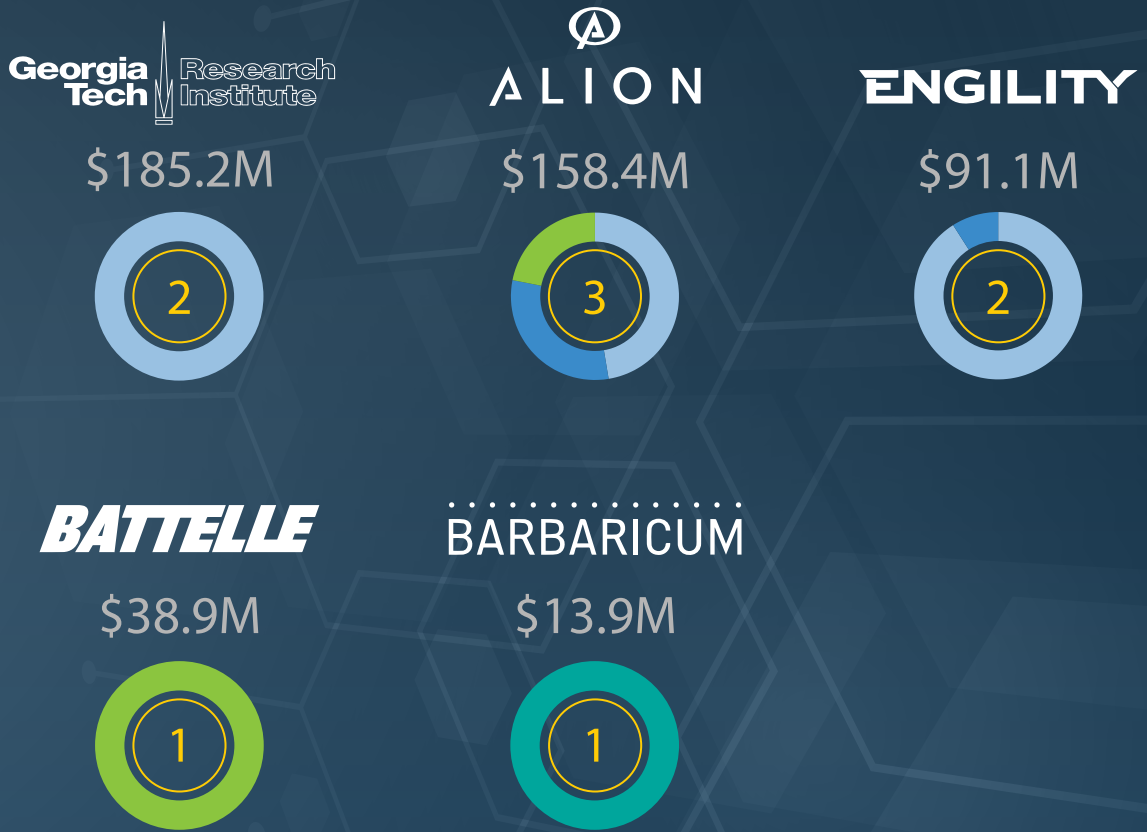 Georgia Tech Research Institute
ALION
ENGILITY
$185.2M
$158.4M
$91.1M
2
3
2
BATTELLE
BARBARICUM
$38.9M
$13.9M
1
1